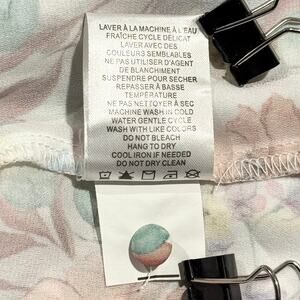 LAVER À LA MACHINE À L'EAU
FRAÎCHE CYCLE DÉLICAT
LAVER AVEC DES
COULEURS SEMBLABLES
NE PAS UTILISER D'AGENT
DE BLANCHIMENT
SUSPENDRE POUR SÉCHER
REPASSER À BASSE
TEMPÉRATURE
NE PAS NETTOYER À SEC
MACHINE WASH IN COLD
WATER GENTLE CYCLE
WASH WITH LIKE COLORS
DO NOT BLEACH
HANG TO DRY
COOL IRON IF NEEDED
DO NOT DRY CLEAN